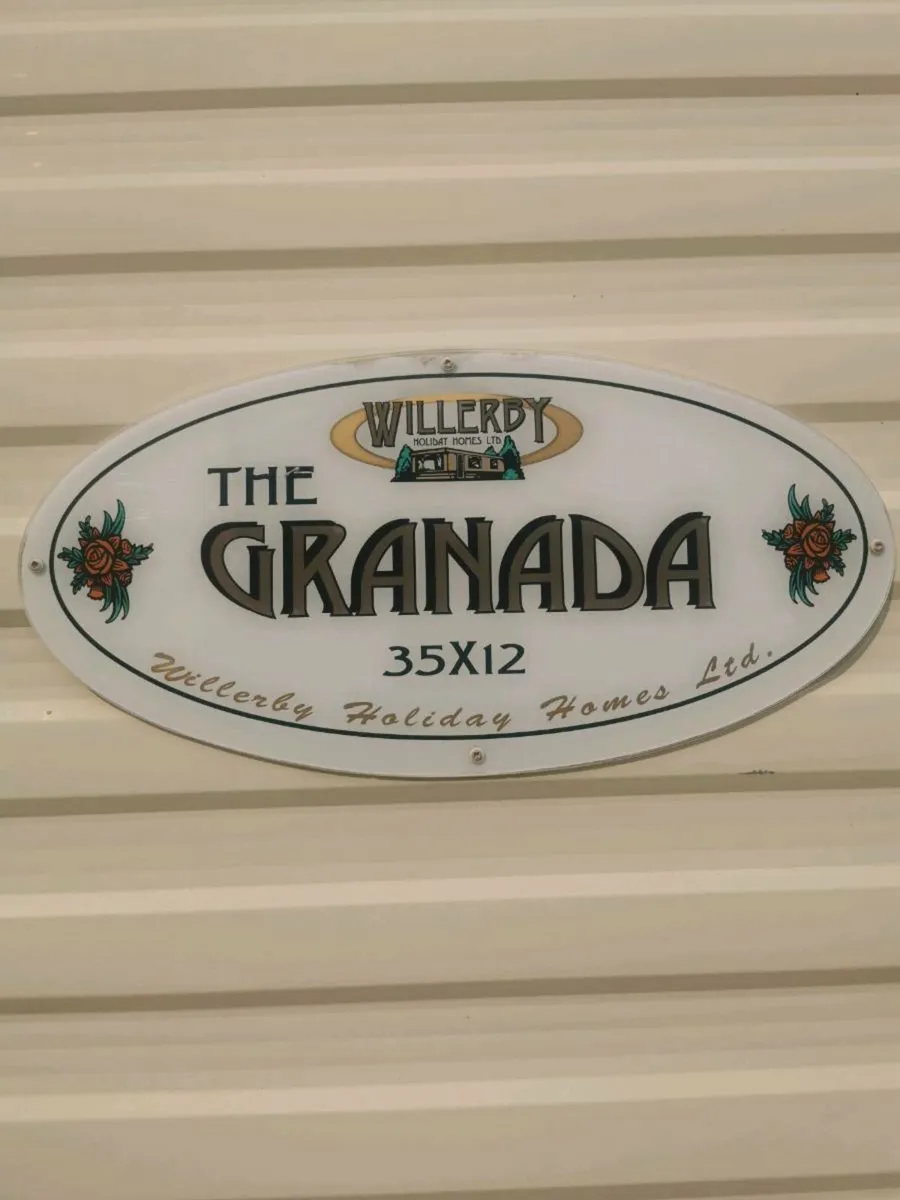 WILLERBY
HOLIDAY HOMES LTD.
THE
GRANADA
35X12
Willerby Holiday Homes Ltd.